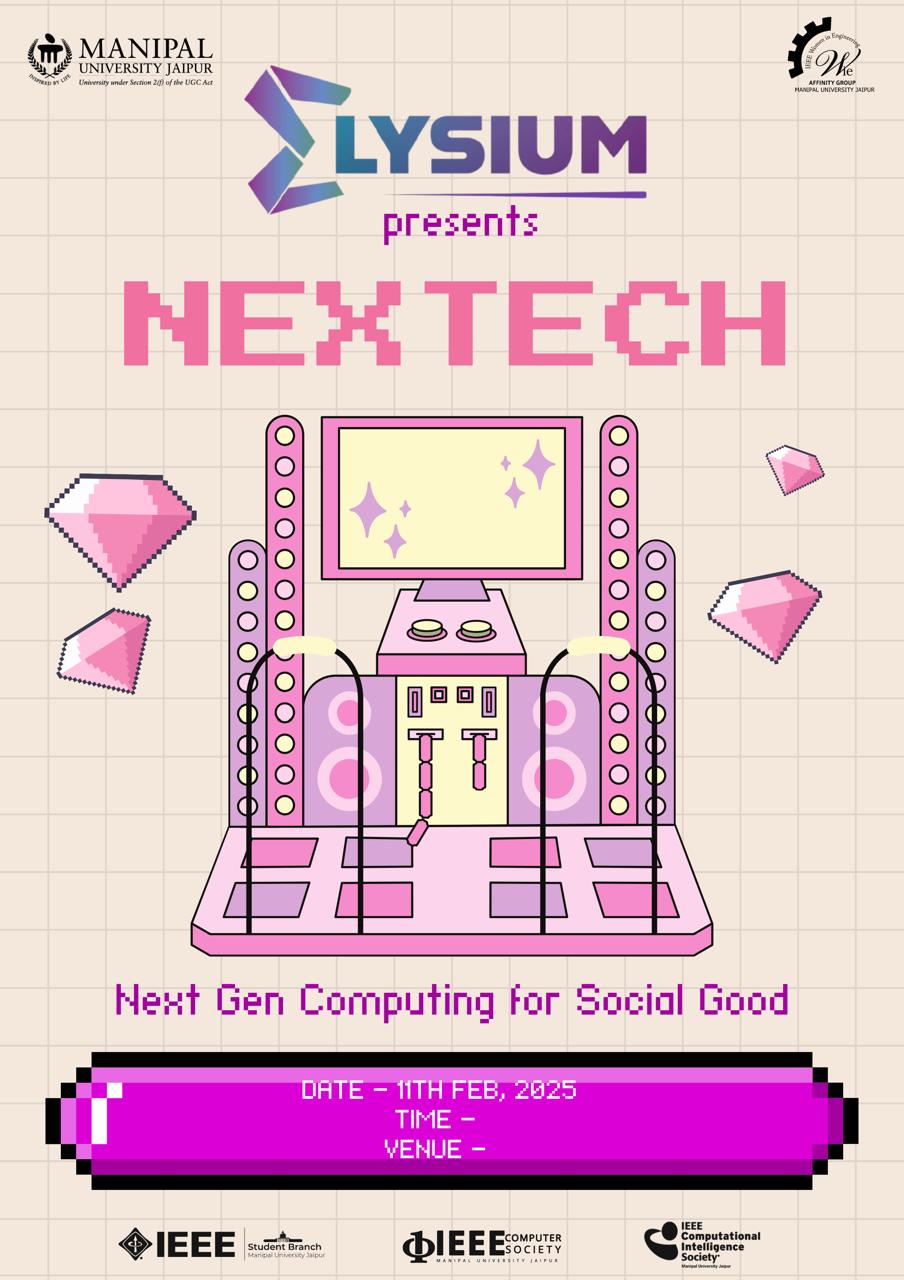 MANIPAL
UNIVERSITY JAIPUR
University under Section 2(f) of the UGC Act
INSPIRED BY LIFE
IEEE Women in Engineering
We
AFFINITY GROUP
MANIPAL UNIVERSITY JAIPUR
ΣLYSIUM
presents
NEXTECH
Next Gen Computing for Social Good
DATE - 11TH FEB, 2025
TIME -
VENUE -
IEEE Student Branch
Manipal University Jaipur
IEEE COMPUTER
SOCIETY
MANIPAL UNIVERSITY JAIPUR
IEEE
Computational
Intelligence
Society
Manipal University Jaipur